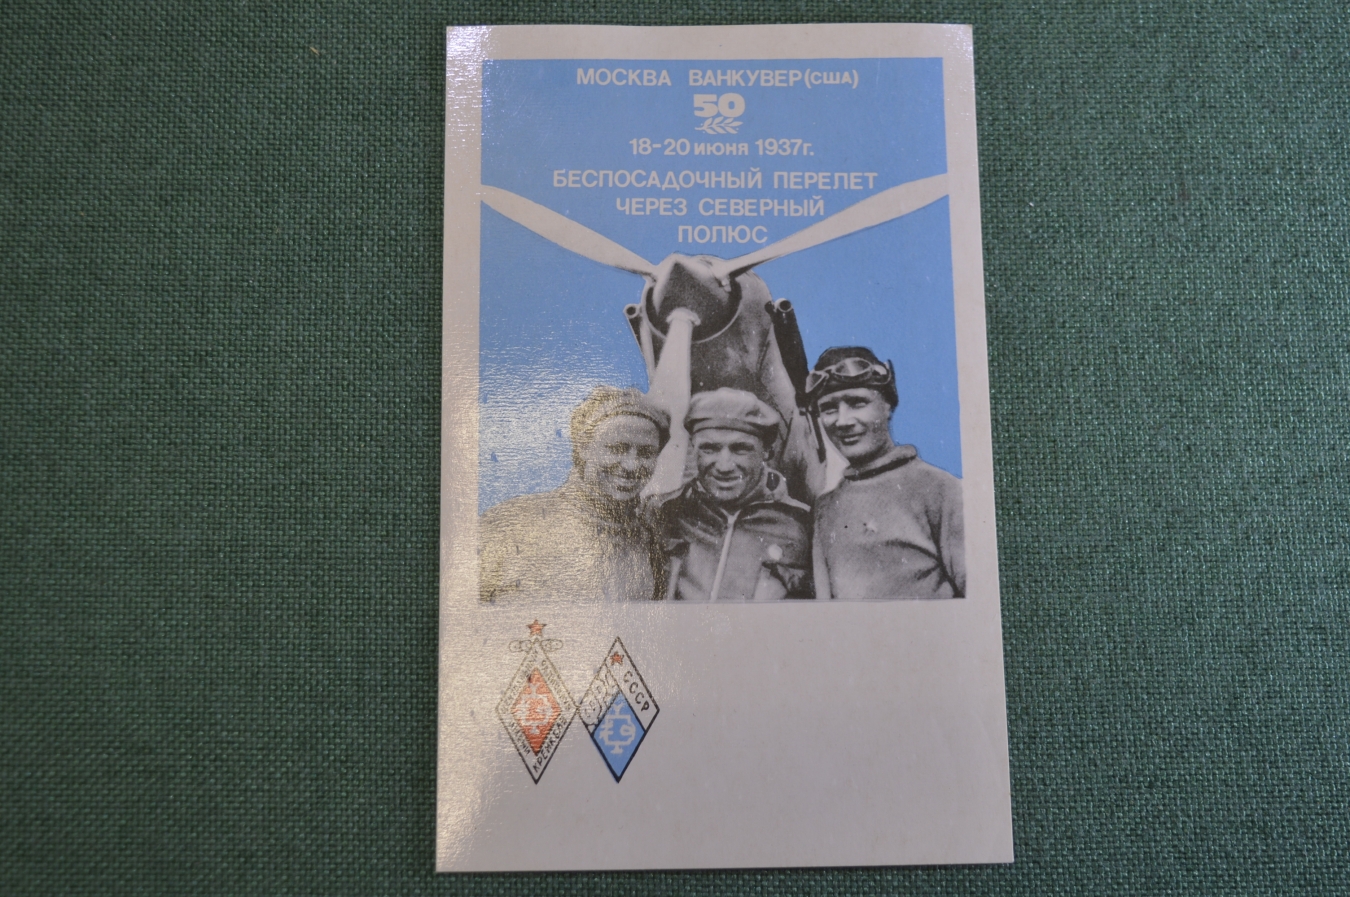 МОСКВА ВАНКУВЕР (США)
50
18-20 июня 1937г.
БЕСПОСАДОЧНЫЙ ПЕРЕЛЕТ
ЧЕРЕЗ СЕВЕРНЫЙ
ПОЛЮС
СССР